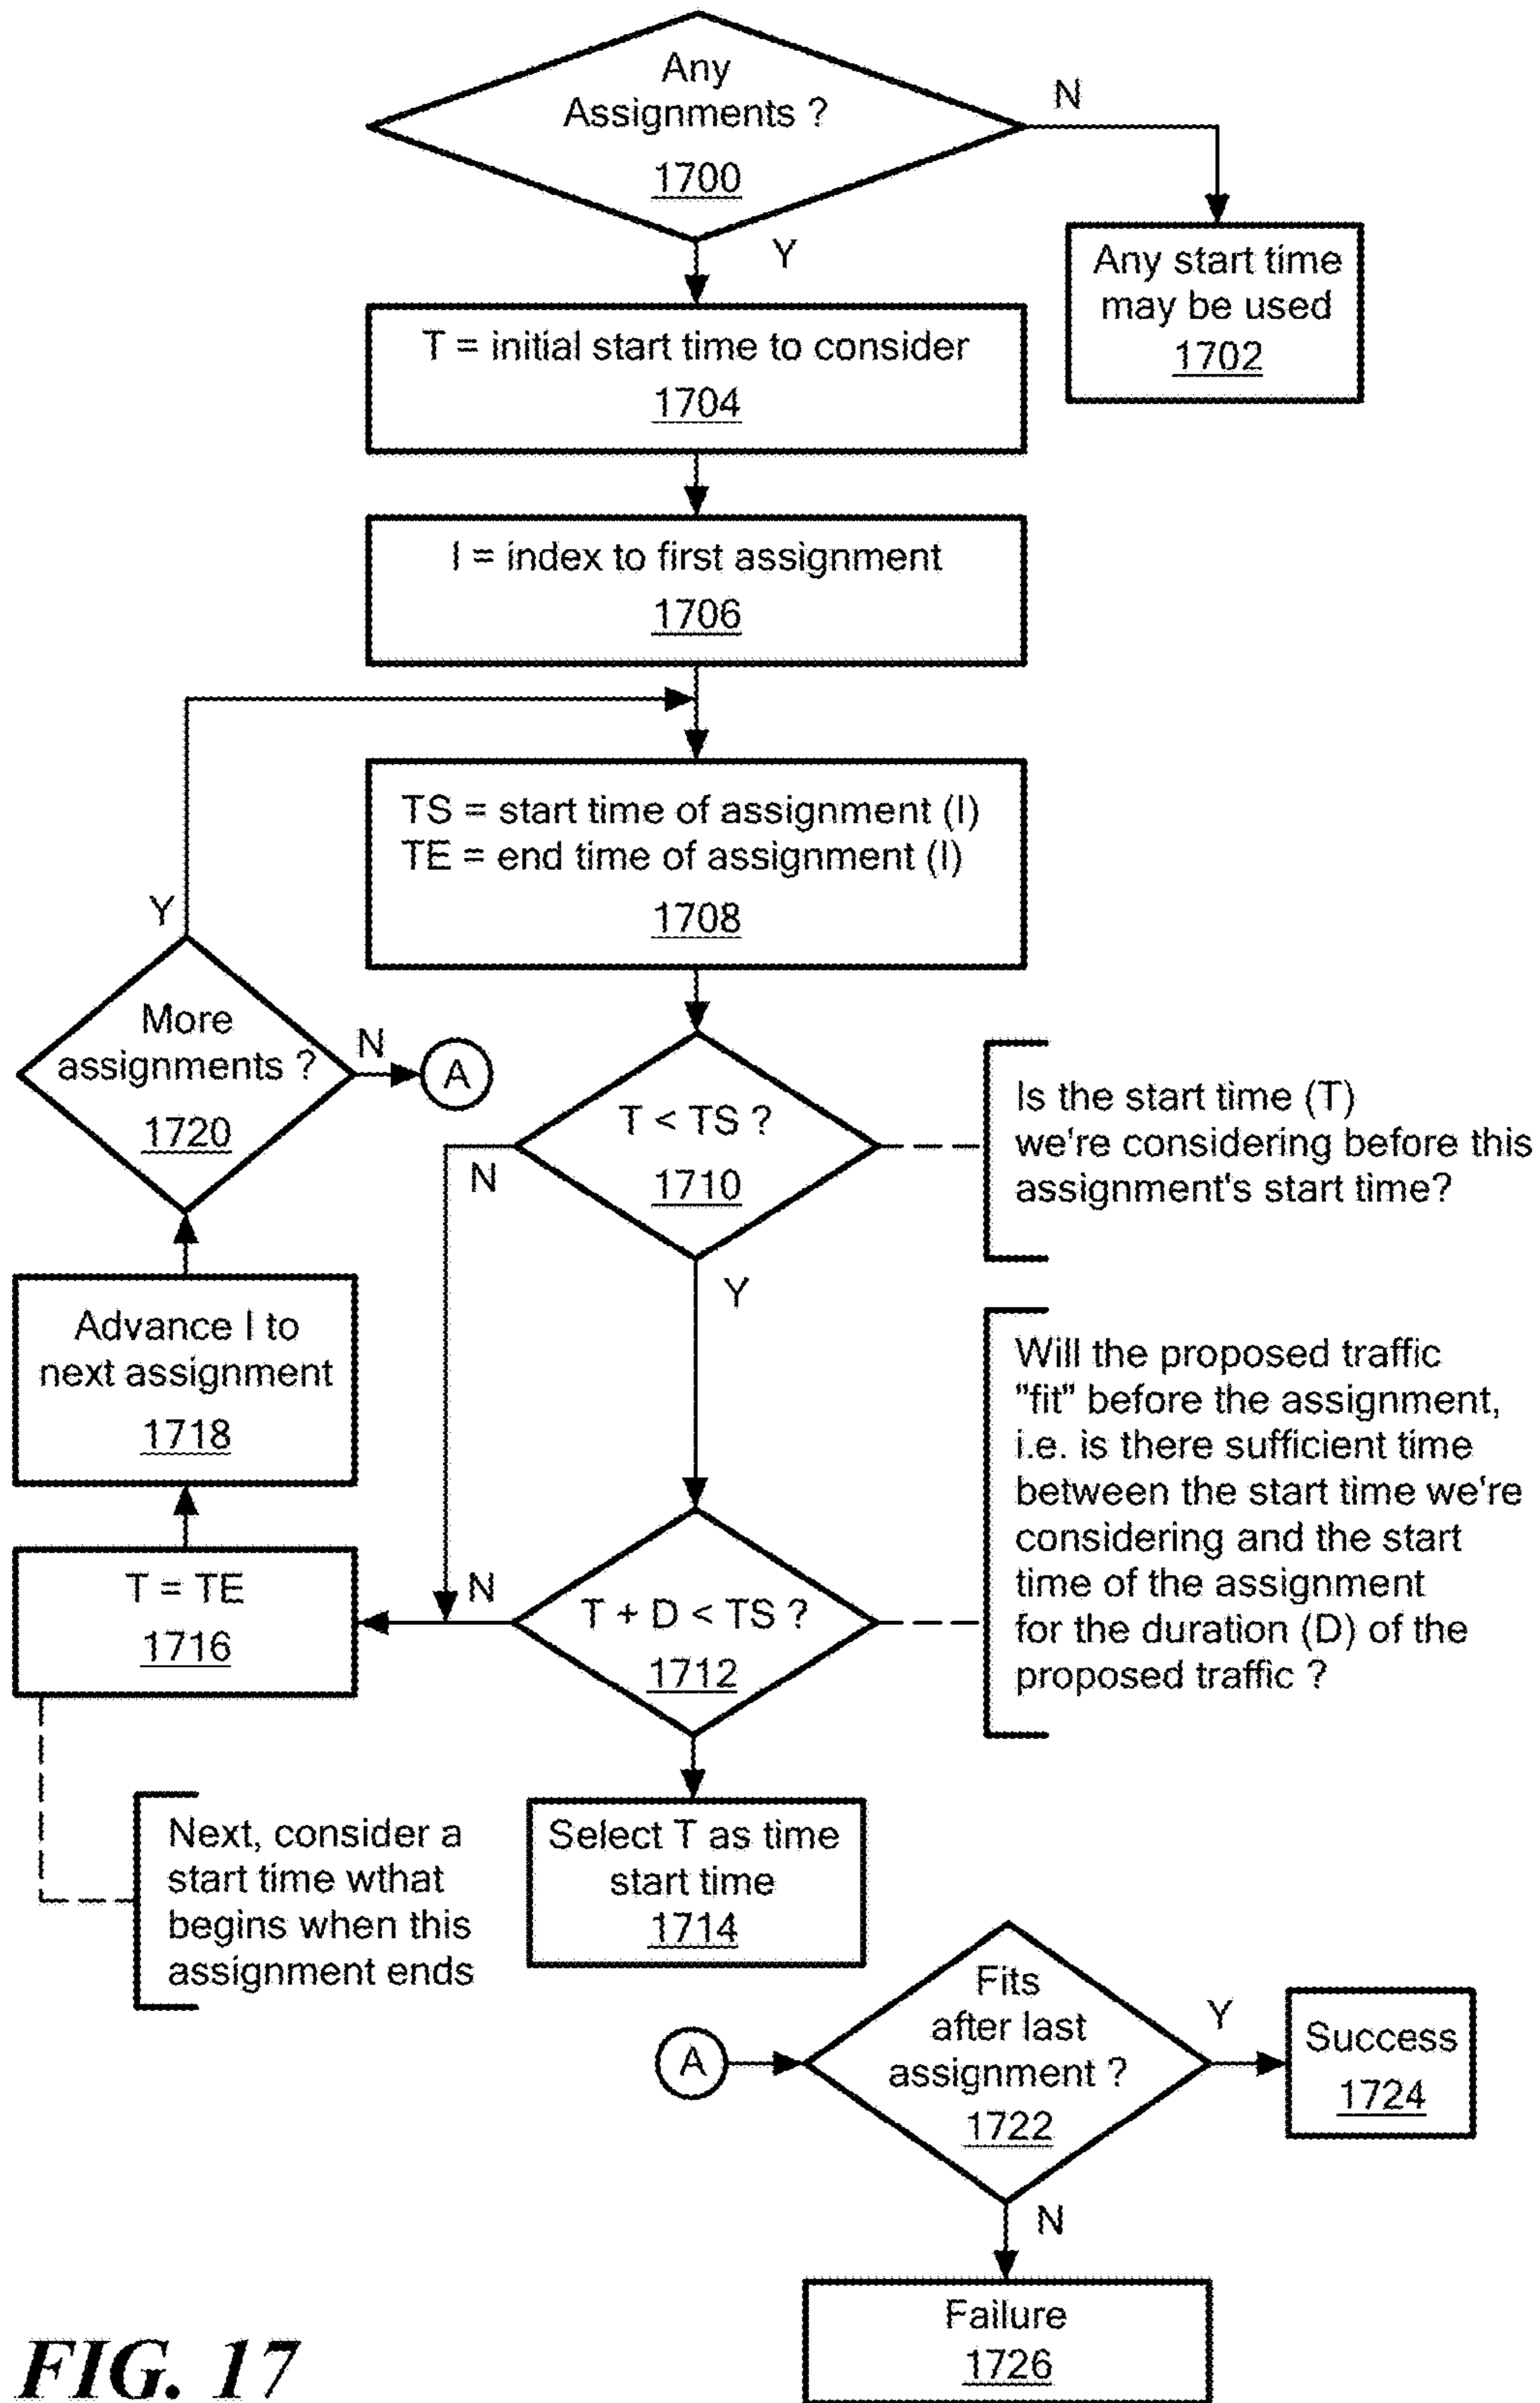 Any
Assignments ?
1700
N
Y
Any start time
may be used
1702
T = initial start time to consider
1704
I = index to first assignment
1706
TS = start time of assignment (I)
TE = end time of assignment (I)
1708
Y
More
assignments ?
1720
N
A
T < TS ?
1710
N
Y
Is the start time (T)
we're considering before this
assignment's start time?
Advance I to
next assignment
1718
Will the proposed traffic
"fit" before the assignment,
i.e. is there sufficient time
between the start time we're
considering and the start
time of the assignment
for the duration (D) of the
proposed traffic ?
T = TE
1716
N
T + D < TS ?
1712
Next, consider a
start time wthat
begins when this
assignment ends
Select T as time
start time
1714
A
Fits
after last
assignment ?
1722
Y
Success
1724
N
Failure
1726
FIG. 17